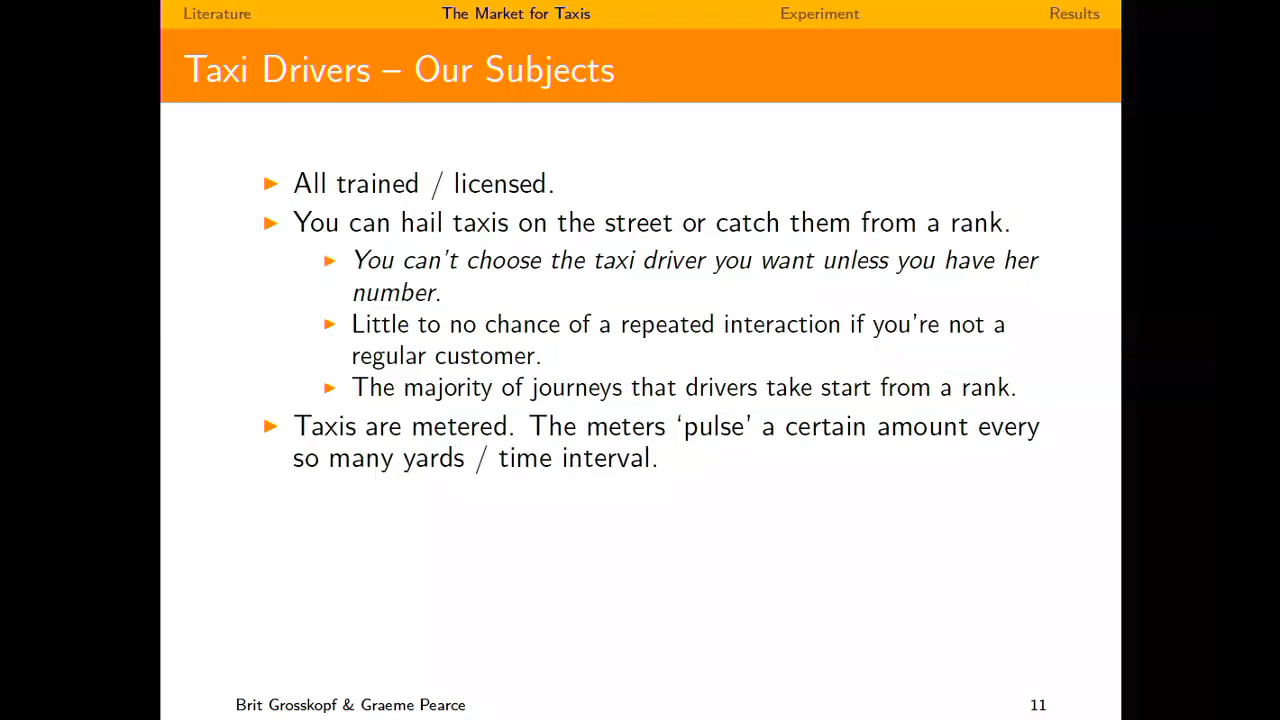 Literature The Market for Taxis Experiment Results
Taxi Drivers – Our Subjects
All trained / licensed.
You can hail taxis on the street or catch them from a rank.
You can't choose the taxi driver you want unless you have her
number.
Little to no chance of a repeated interaction if you're not a
regular customer.
The majority of journeys that drivers take start from a rank.
Taxis are metered. The meters ‘pulse’ a certain amount every
so many yards / time interval.
Brit Grosskopf & Graeme Pearce 11